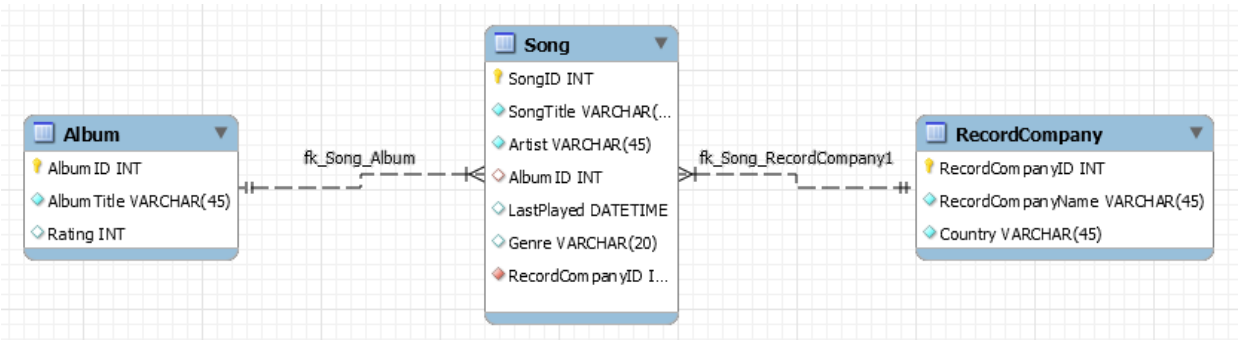 Album
AlbumID INT
AlbumTitle VARCHAR(45)
Rating INT
fk_Song_Album
Song
SongID INT
SongTitle VARCHAR(...
Artist VARCHAR(45)
AlbumID INT
LastPlayed DATETIME
Genre VARCHAR(20)
RecordCompanyID I...
fk_Song_RecordCompany1
RecordCompany
RecordCompanyID INT
RecordCompanyName VARCHAR(45)
Country VARCHAR(45)